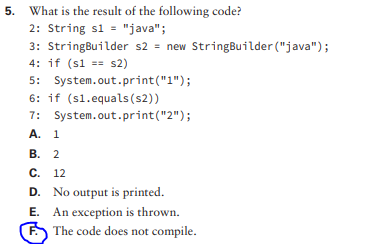 5. What is the result of the following code?
2: String s1 = "java";
3: StringBuilder s2 = new StringBuilder("java");
4: if (s1 == s2)
5:  System.out.print("1");
6: if (s1.equals(s2))
7:  System.out.print("2");
A. 1
B. 2
C. 12
D. No output is printed.
E. An exception is thrown.
F. The code does not compile.